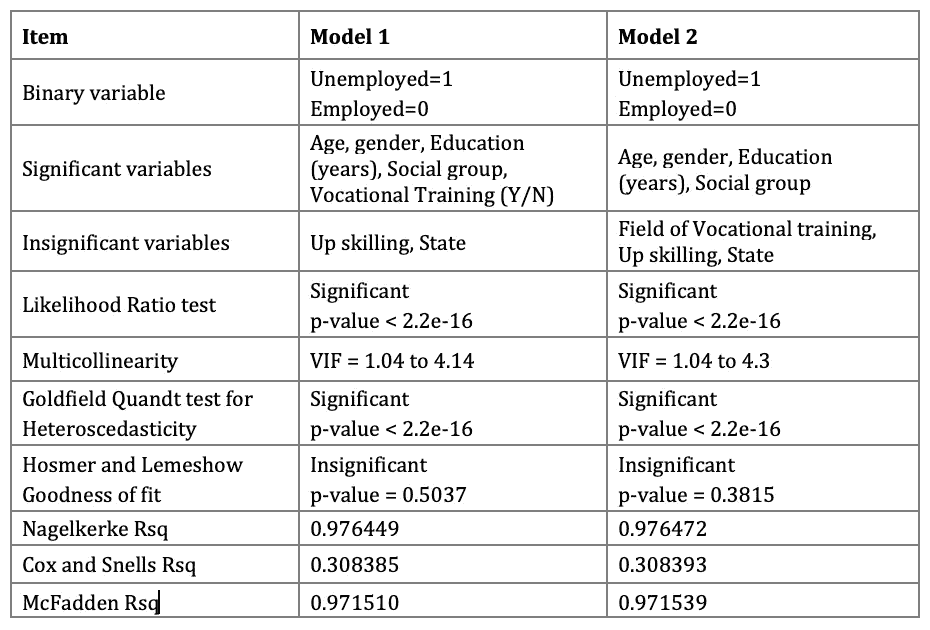 Item Model 1 Model 2
Binary variable Unemployed=1 Unemployed=1
Employed=0 Employed=0
Significant variables Age, gender, Education Age, gender, Education
(years), Social group, (years), Social group
Vocational Training (Y/N)
Insignificant variables Up skilling, State Field of Vocational training,
Up skilling, State
Likelihood Ratio test Significant Significant
p-value < 2.2e-16 p-value < 2.2e-16
Multicollinearity VIF = 1.04 to 4.14 VIF = 1.04 to 4.3
Goldfield Quandt test for Significant Significant
Heteroscedasticity p-value < 2.2e-16 p-value < 2.2e-16
Hosmer and Lemeshow Insignificant Insignificant
Goodness of fit p-value = 0.5037 p-value = 0.3815
Nagelkerke Rsq 0.976449 0.976472
Cox and Snells Rsq 0.308385 0.308393
McFadden Rsq 0.971510 0.971539